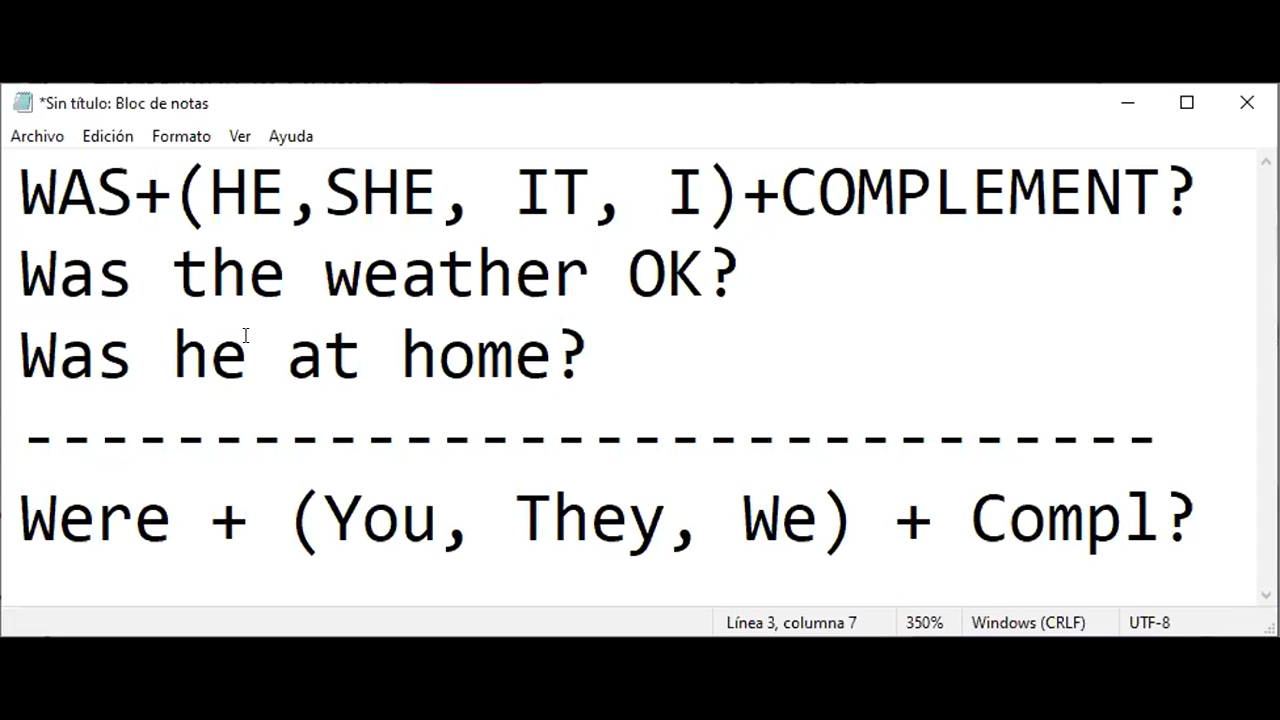 *Sin título: Bloc de notas
Archivo Edición Formato Ver Ayuda
WAS+(HE,SHE, IT, I)+COMPLEMENT?
Was the weather OK?
Was he at home?
------------------------------
Were + (You, They, We) + Compl?
Línea 3, columna 7 350% Windows (CRLF) UTF-8